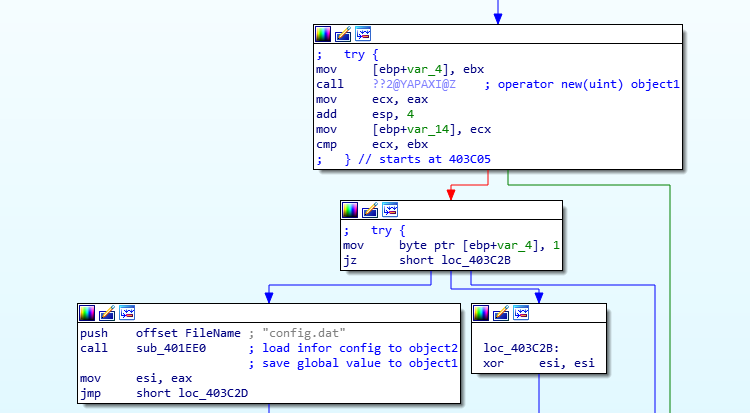 ;   try {
mov     [ebp+var_4], ebx
call    ??2@YAPAXI@Z    ; operator new(uint) object1
mov     ecx, eax
add     esp, 4
mov     [ebp+var_14], ecx
cmp     ecx, ebx
;   } // starts at 403C05
;   try {
mov     byte ptr [ebp+var_4], 1
jz      short loc_403C2B
push    offset FileName ; "config.dat"
call    sub_401EE0      ; load infor config to object2
; save global value to object1
mov     esi, eax
jmp     short loc_403C2D
loc_403C2B:
xor     esi, esi